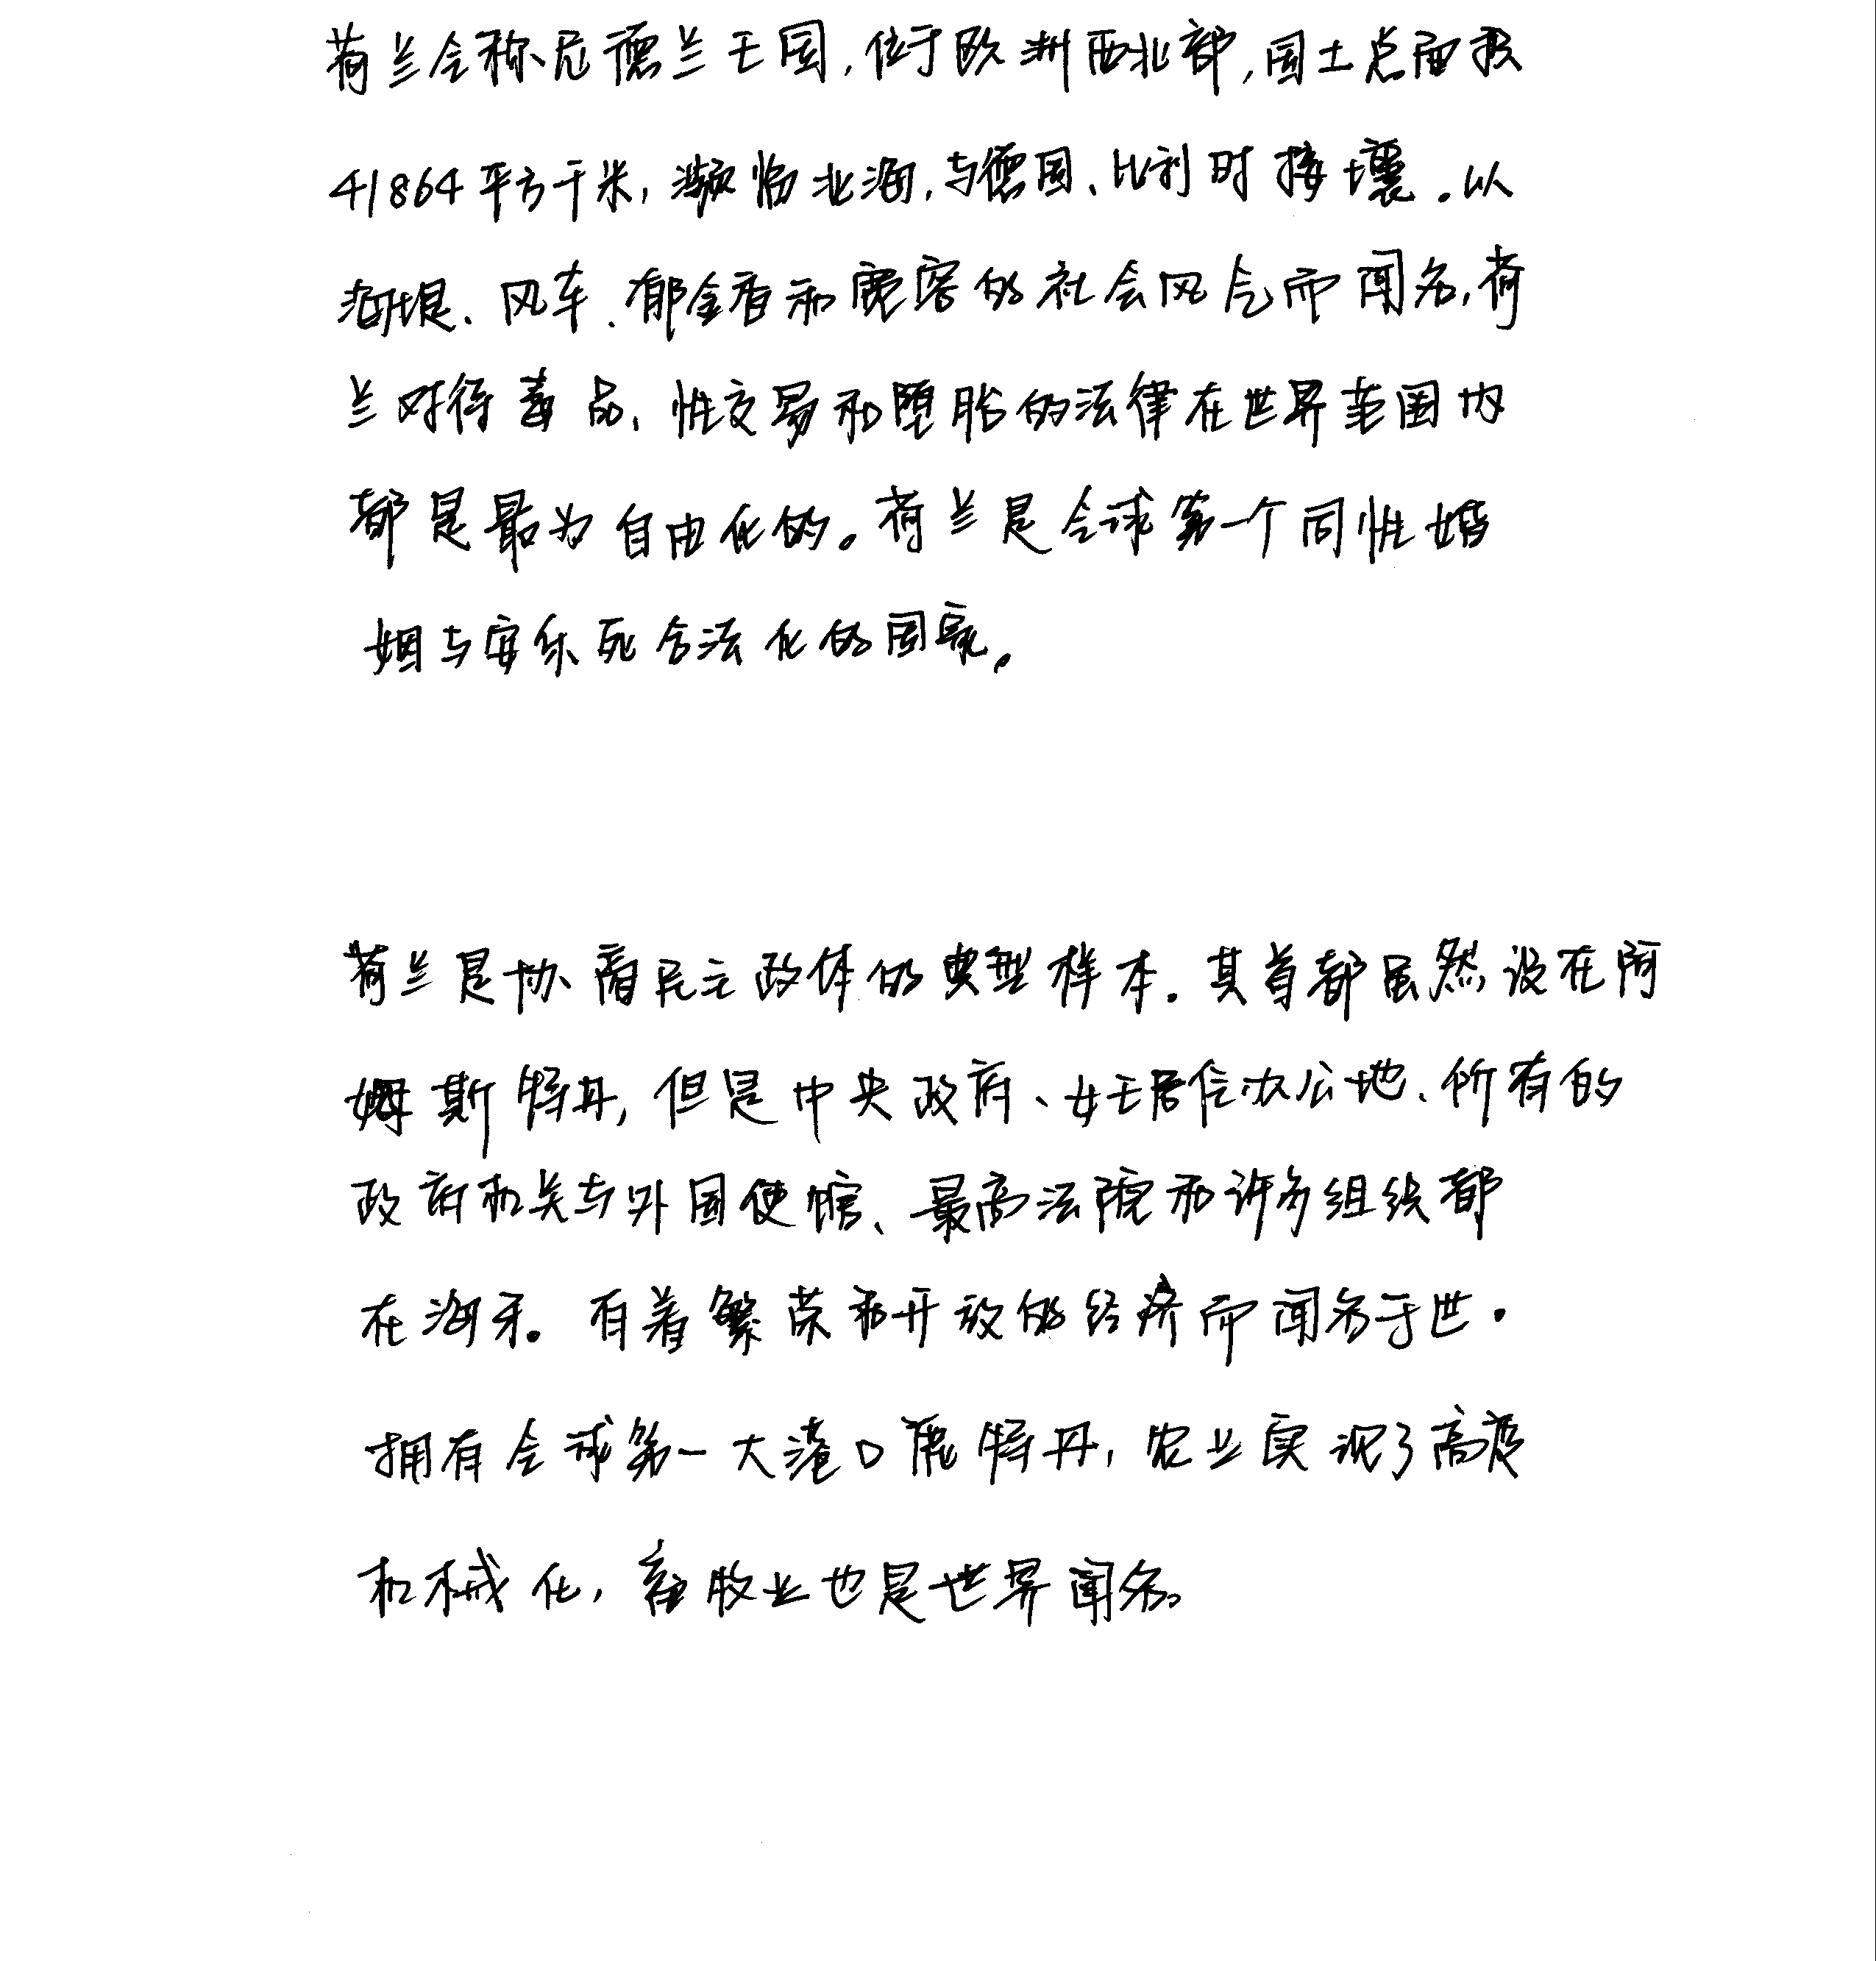 荷兰全称尼德兰王国,位于欧洲西北部,国土总面积
41864平方千米,濒临北海,与德国、比利时接壤.以
海堤、风车、郁金香和宽容的社会风气而闻名,荷
兰对待毒品、性交易和堕胎的法律在世界范围内
都是最为自由化的。荷兰是全球第一个同性婚
姻与安乐死合法化的国家。
荷兰是协商民主政体的典型样本.其首都虽然设在阿
姆斯特丹,但是中央政府、女王居住办公地、所有的
政府机关与外国使馆、最高法院和许多组织都
在海牙。有着繁荣和开放的经济而闻名于世.
拥有全球第一大港口鹿特丹,农业实现了高度
机械化,畜牧业也是世界闻名。